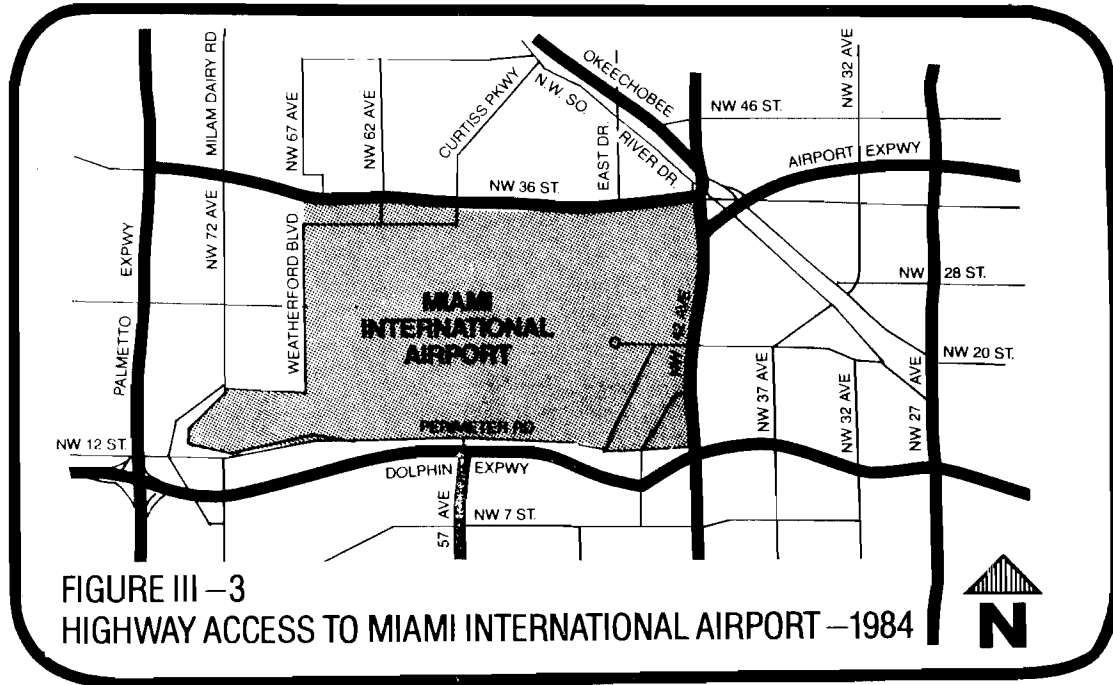 MILAM DAIRY RD
NW 67 AVE
NW 62 AVE
CURTISS PKWY
N.W. SO.
RIVER DR.
OKEECHOBEE
EAST DR.
NW 46 ST.
NW 32 AVE
AIRPORT EXPWY
NW 36 ST.
PALMETTO EXPWY
NW 72 AVE
WEATHERFORD BLVD
MIAMI
INTERNATIONAL
AIRPORT
NW 42 AVE
NW 28 ST.
NW 20 ST.
NW 37 AVE
NW 32 AVE
NW 27 AVE
NW 12 ST.
PERIMETER RD
DOLPHIN EXPWY
57 AVE
NW 7 ST.
FIGURE III –3
HIGHWAY ACCESS TO MIAMI INTERNATIONAL AIRPORT –1984
N